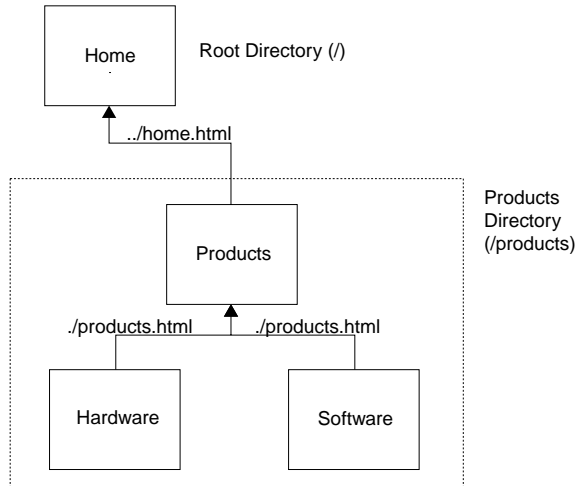 Home
Root Directory (/)
../home.html
Products
Directory
(/products)
Products
./products.html
./products.html
Hardware
Software